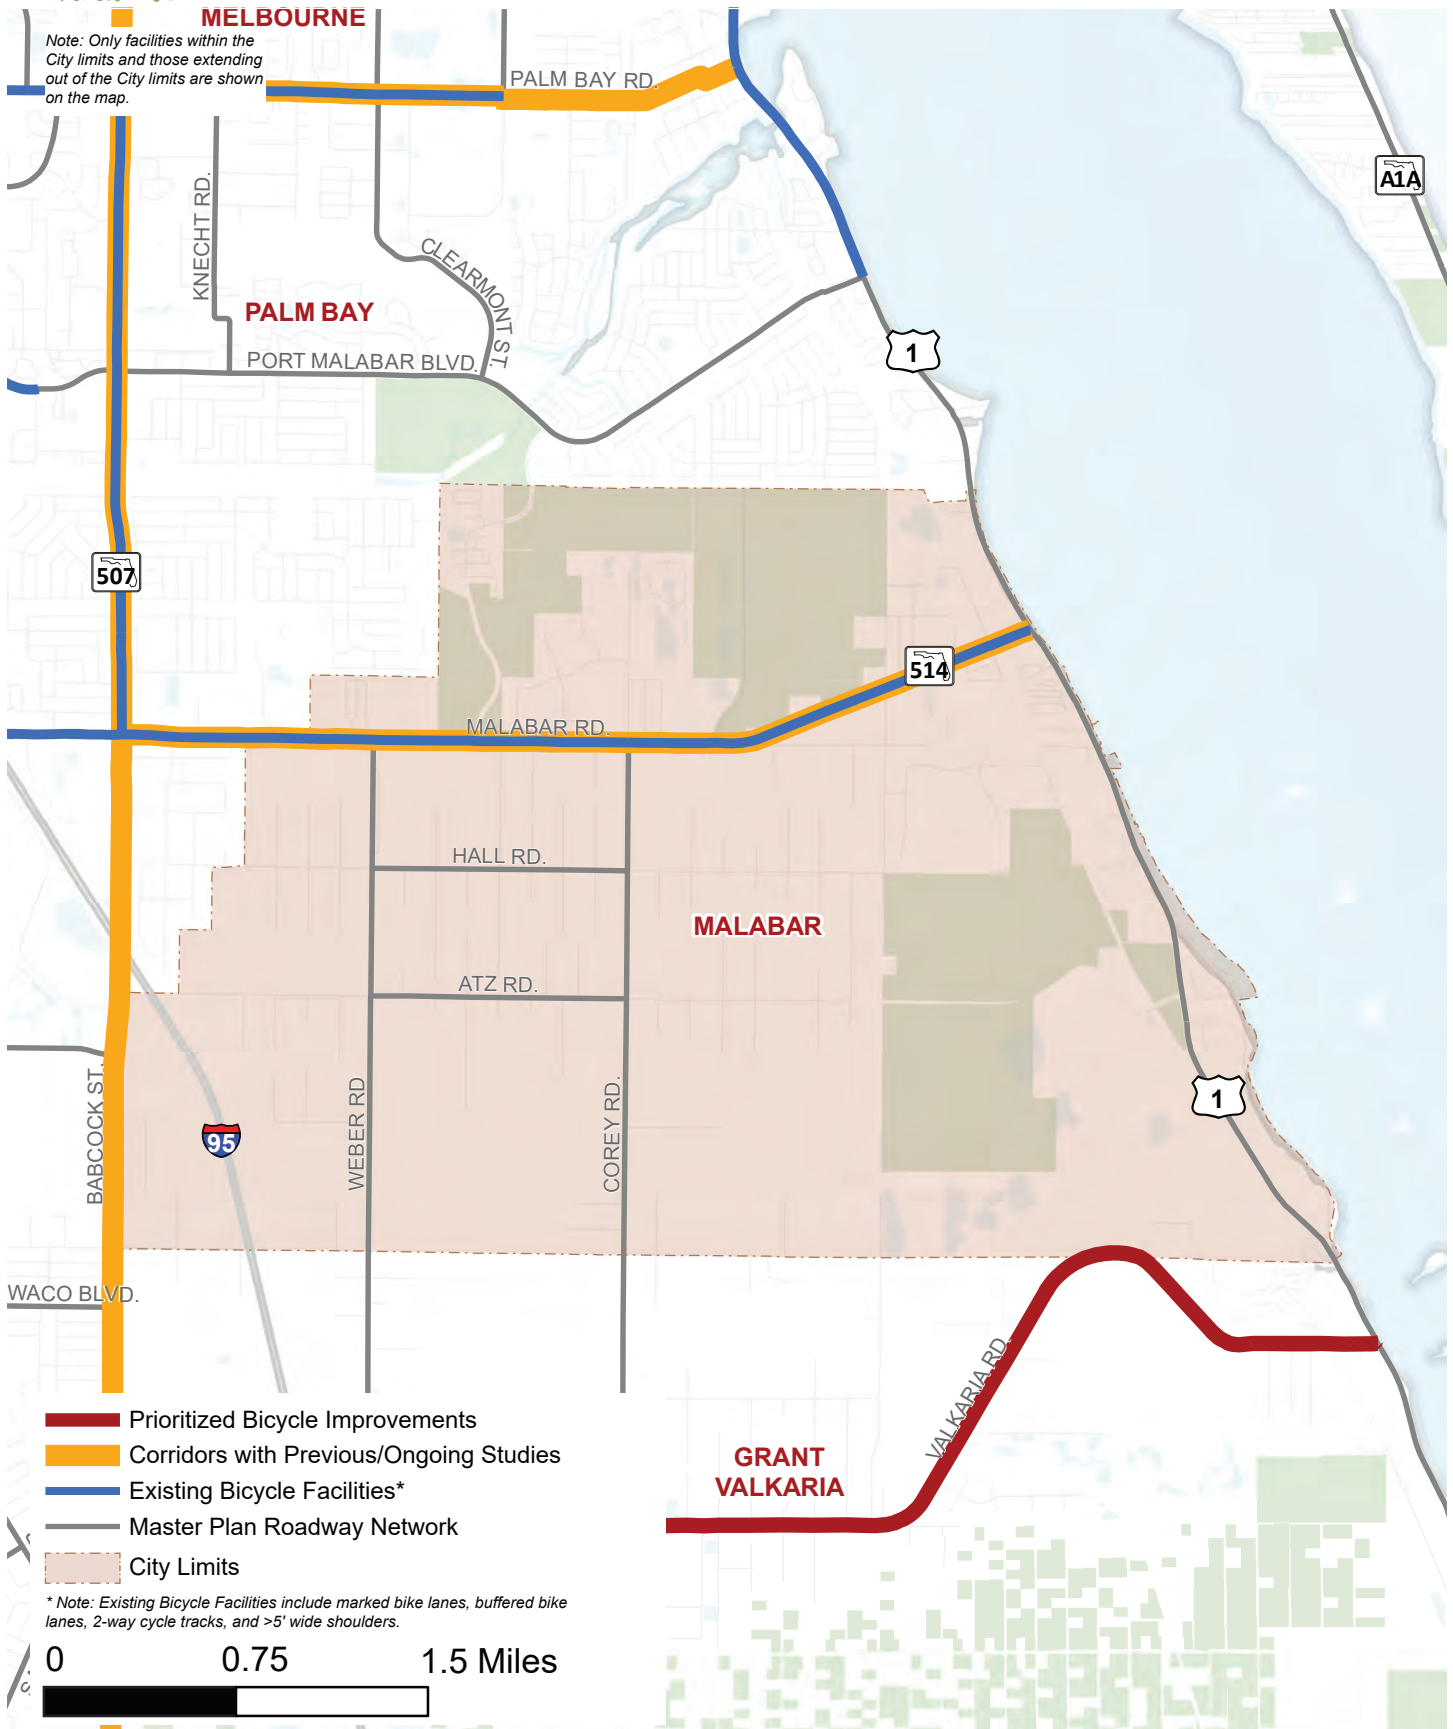 MELBOURNE
Note: Only facilities within the
City limits and those extending
out of the City limits are shown
on the map.
PALM BAY RD.
A1A
KNECHT RD.
CLEARMONT ST.
PALM BAY
1
PORT MALABAR BLVD.
507
514
MALABAR RD.
HALL RD.
MALABAR
ATZ RD.
BABCOCK ST.
WEBER RD
COREY RD.
1
95
WACO BLVD.
VALKARIA RD.
GRANT
VALKARIA
Prioritized Bicycle Improvements
Corridors with Previous/Ongoing Studies
Existing Bicycle Facilities*
Master Plan Roadway Network
City Limits
* Note: Existing Bicycle Facilities include marked bike lanes, buffered bike
lanes, 2-way cycle tracks, and >5' wide shoulders.
0 0.75 1.5 Miles